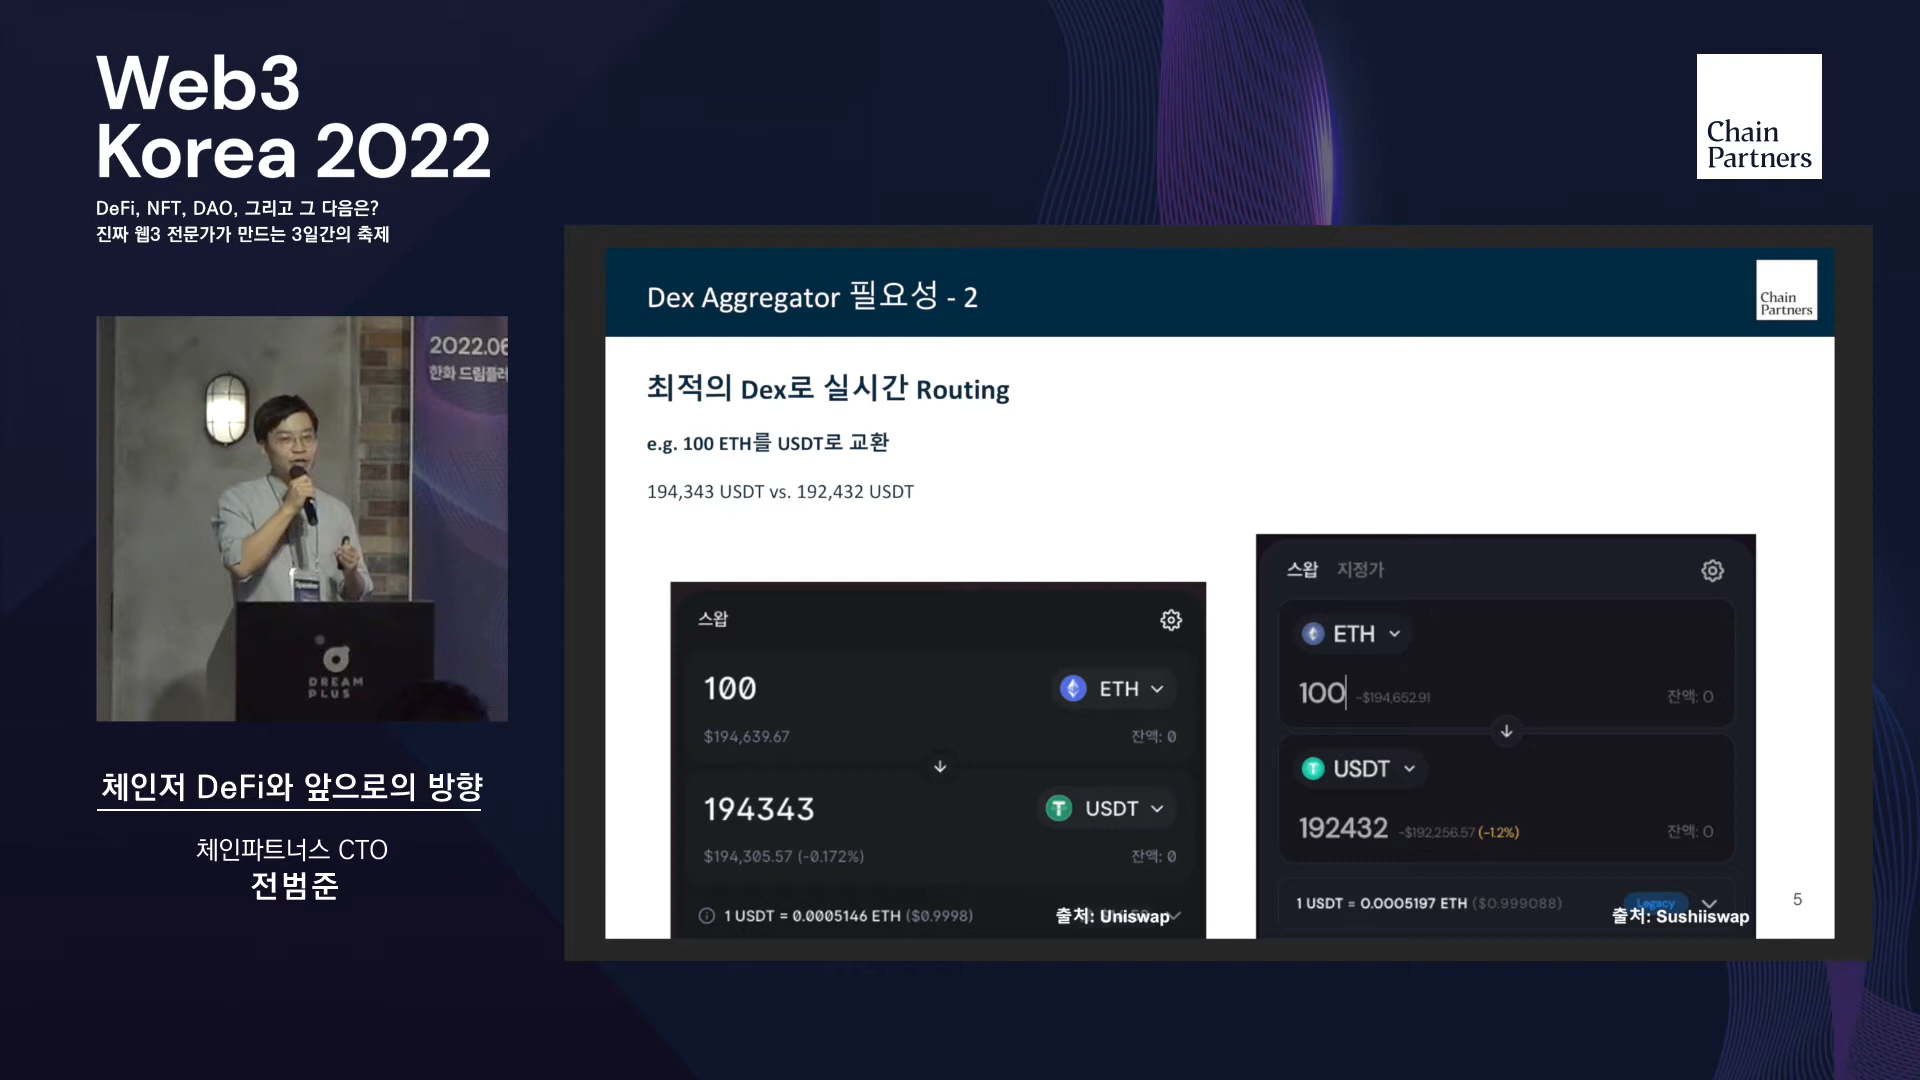 Web3
Korea 2022
DeFi, NFT, DAO, 그리고 그 다음은?
진짜 웹3 전문가가 만드는 3일간의 축제
Chain
Partners
2022.06
한화 드림플레
DREAM
PLUS
체인저 DeFi와 앞으로의 방향
체인파트너스 CTO
전범준
Dex Aggregator 필요성 - 2
Chain
Partners
최적의 Dex로 실시간 Routing
e.g. 100 ETH를 USDT로 교환
194,343 USDT vs. 192,432 USDT
스왑
100
ETH
$194,639.67
잔액: 0
194343
USDT
$194,305.57 (-0.172%)
잔액: 0
1 USDT = 0.0005146 ETH ($0.9998)
출처: Uniswap
스왑 지정가
ETH
100 ~$194,652.91
잔액: 0
USDT
192432 ~$192,256.57 (-1.2%)
잔액: 0
1 USDT = 0.0005197 ETH ($0.999088)
Legacy
출처: Sushiiswap
5